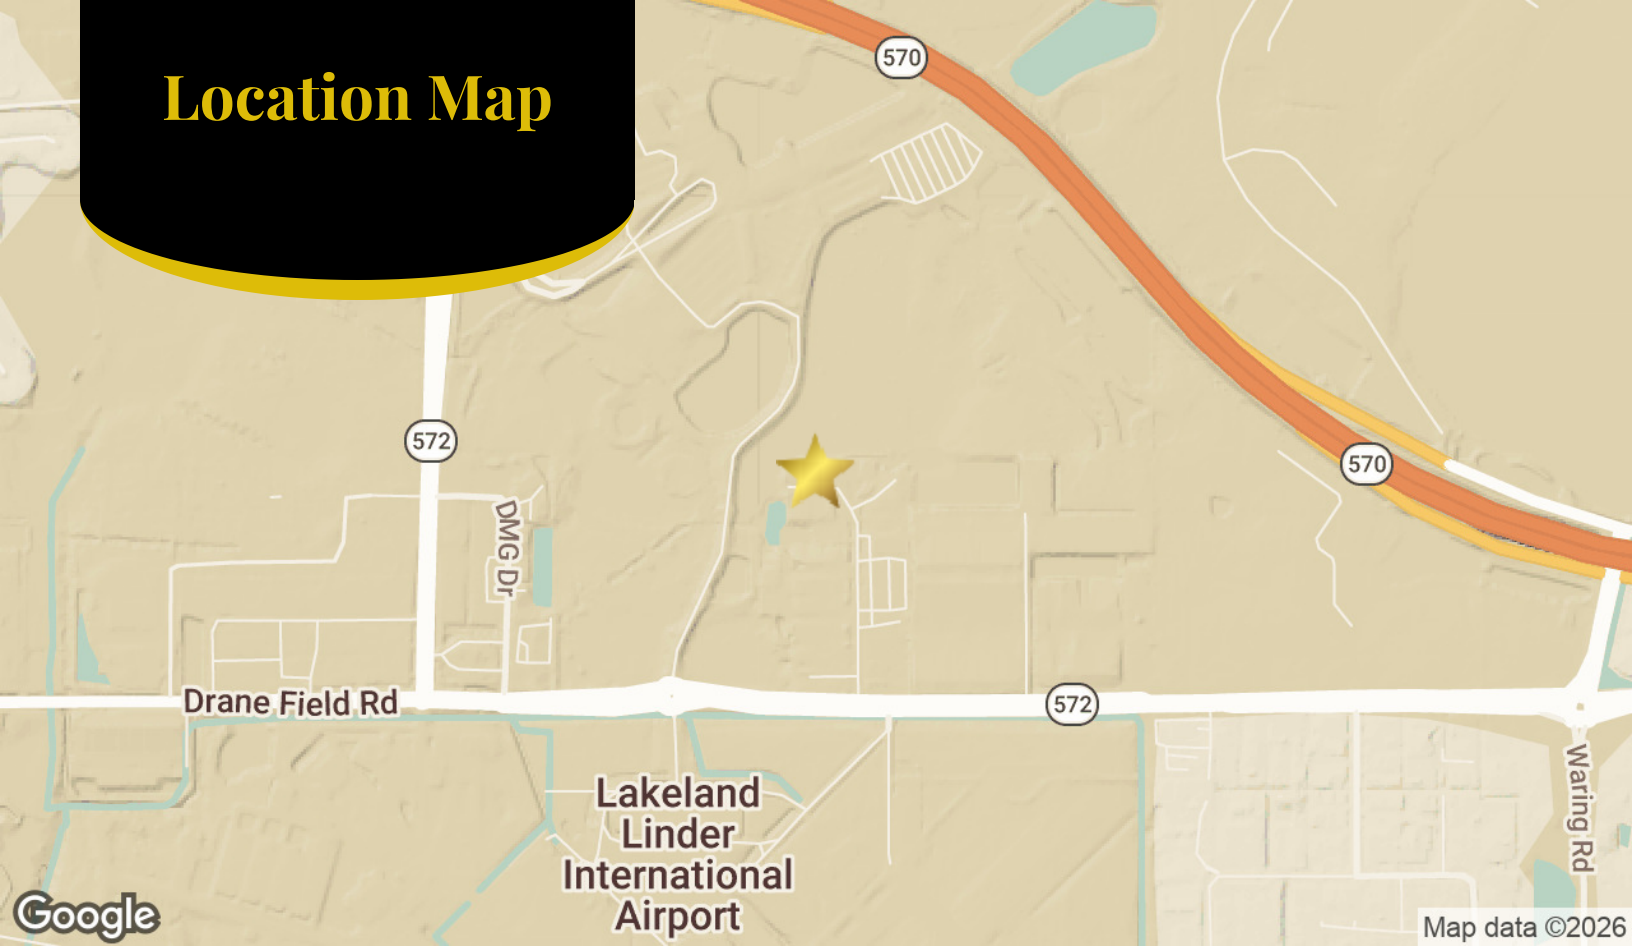 Location Map
570
572
570
DMG Dr
Drane Field Rd
572
Waring Rd
Lakeland
Linder
International
Airport
Google
Map data ©2026